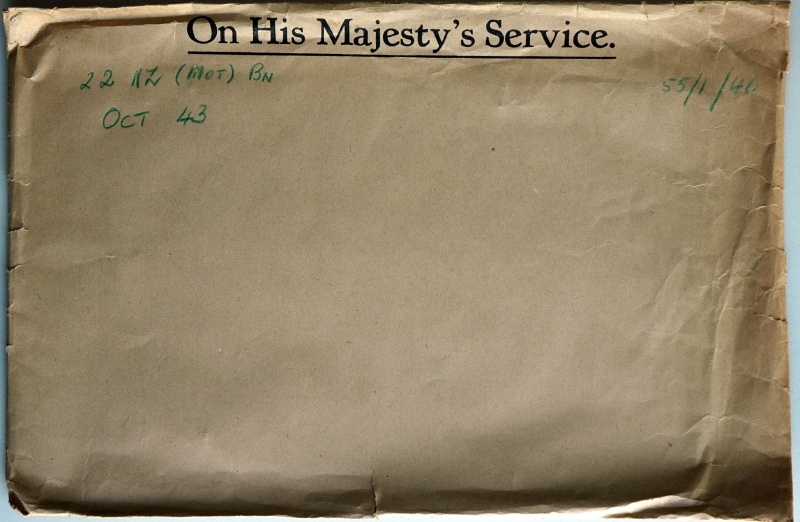 On His Majesty's Service.
22 NZ (MOT) BN 55/1/46
OCT 43